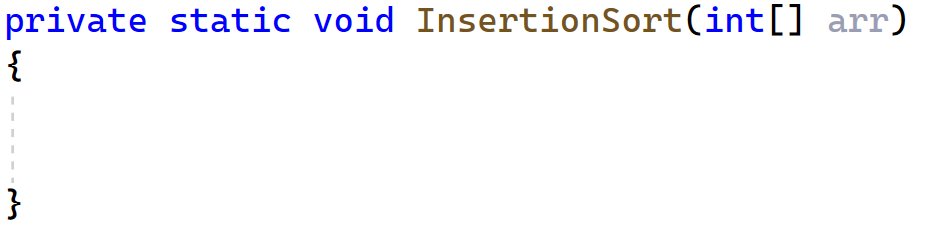 private static void InsertionSort(int[] arr)
{
}